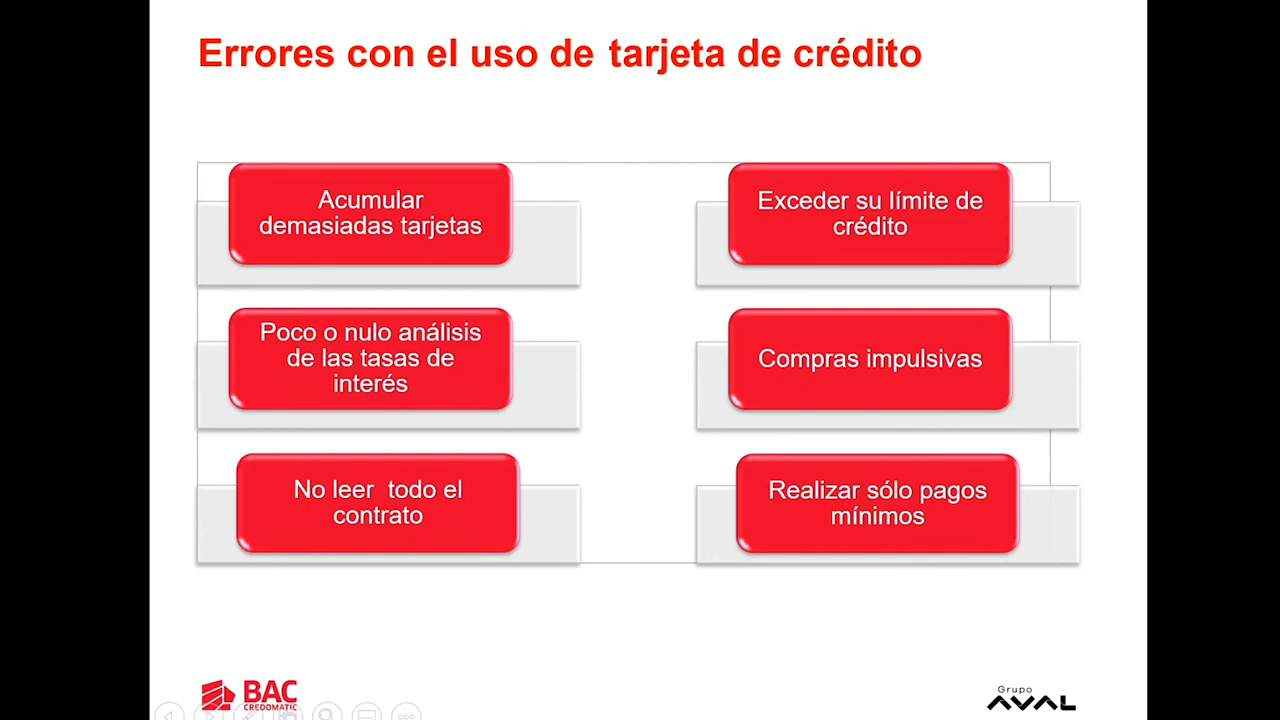 Errores con el uso de tarjeta de crédito
Acumular
demasiadas tarjetas
Exceder su límite de
crédito
Poco o nulo análisis
de las tasas de
interés
Compras impulsivas
No leer  todo el
contrato
Realizar sólo pagos
mínimos
BAC
CREDOMATIC
Grupo
AVAL